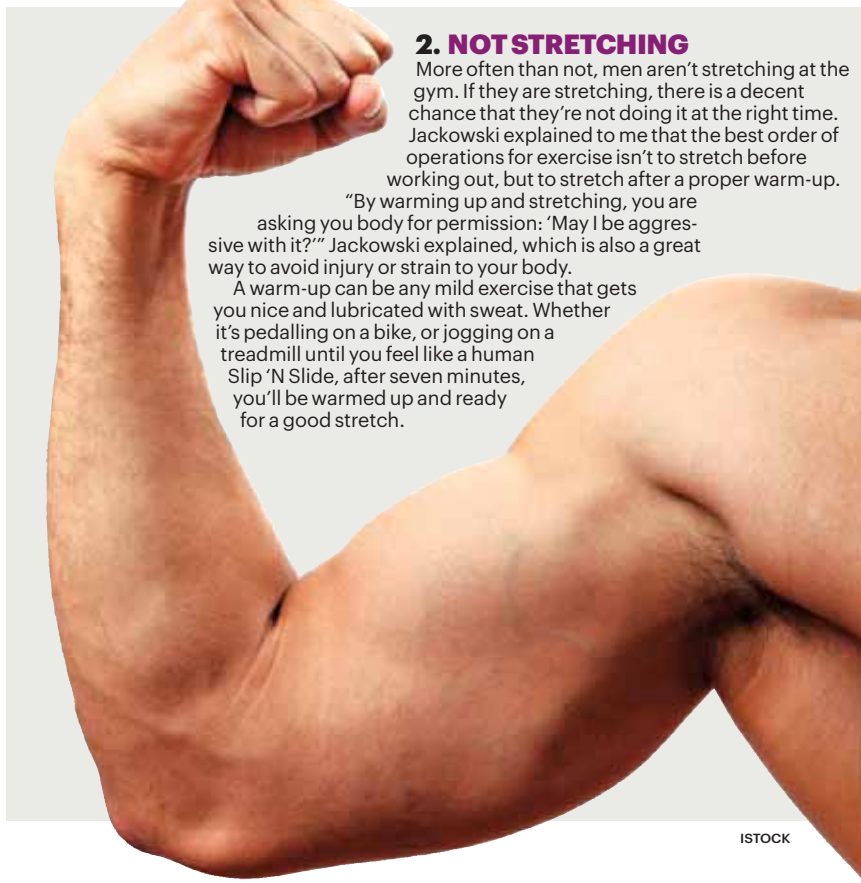 2. NOT STRETCHING
More often than not, men aren’t stretching at the
gym. If they are stretching, there is a decent
chance that they’re not doing it at the right time.
Jackowski explained to me that the best order of
operations for exercise isn’t to stretch before
working out, but to stretch after a proper warm-up.
“By warming up and stretching, you are
asking you body for permission: ‘May I be aggres-
sive with it?’” Jackowski explained, which is also a great
way to avoid injury or strain to your body.
A warm-up can be any mild exercise that gets
you nice and lubricated with sweat. Whether
it’s pedalling on a bike, or jogging on a
treadmill until you feel like a human
Slip ’N Slide, after seven minutes,
you’ll be warmed up and ready
for a good stretch.
ISTOCK